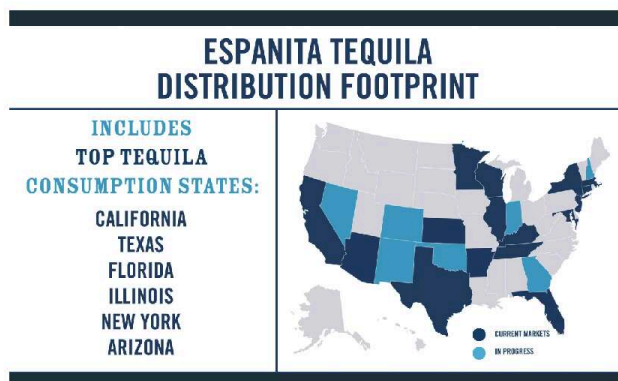 ESPANITA TEQUILA
DISTRIBUTION FOOTPRINT
INCLUDES
TOP TEQUILA
CONSUMPTION STATES:
CALIFORNIA
TEXAS
FLORIDA
ILLINOIS
NEW YORK
ARIZONA
CURRENT MARKETS
IN PROGRESS